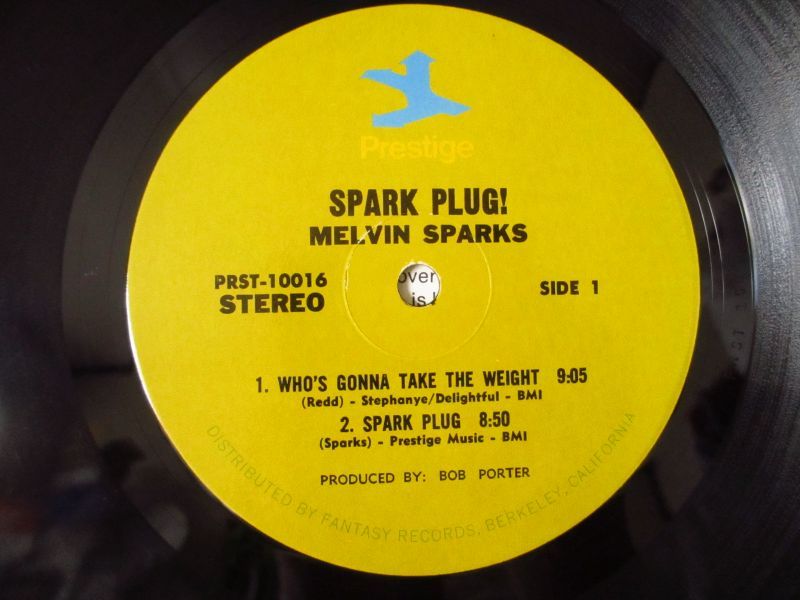 Prestige
SPARK PLUG!
MELVIN SPARKS
PRST-10016
STEREO
SIDE 1
over
is
1. WHO'S GONNA TAKE THE WEIGHT 9:05
(Redd) - Stephanye/Delightful - BMI
2. SPARK PLUG 8:50
(Sparks) - Prestige Music - BMI
PRODUCED BY: BOB PORTER
DISTRIBUTED BY FANTASY RECORDS, BERKELEY, CALIFORNIA